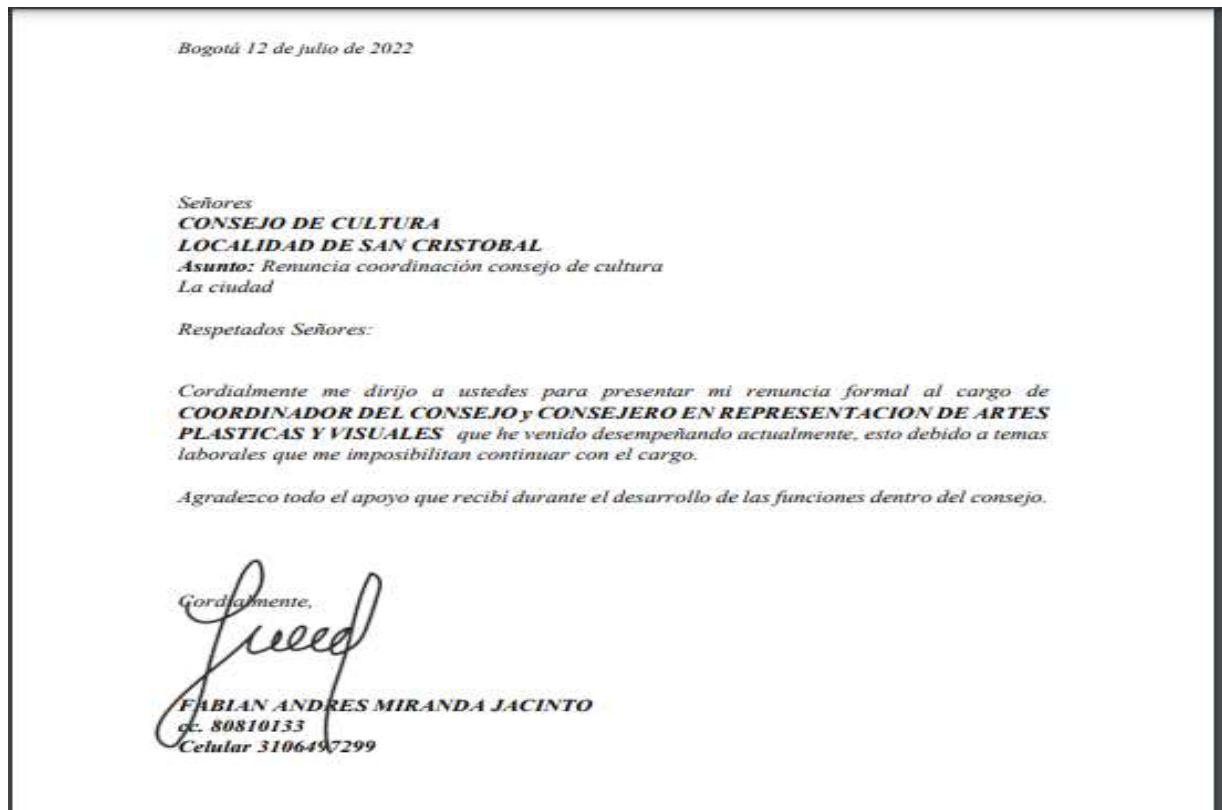 Bogotá 12 de julio de 2022
Señores
CONSEJO DE CULTURA
LOCALIDAD DE SAN CRISTOBAL
Asunto: Renuncia coordinación consejo de cultura
La ciudad
Respetados Señores:
Cordialmente me dirijo a ustedes para presentar mi renuncia formal al cargo de
COORDINADOR DEL CONSEJO y CONSEJERO EN REPRESENTACION DE ARTES
PLASTICAS Y VISUALES que he venido desempeñando actualmente, esto debido a temas
laborales que me imposibilitan continuar con el cargo.
Agradezco todo el apoyo que recibí durante el desarrollo de las funciones dentro del consejo.
Cordialmente,
FABIAN ANDRES MIRANDA JACINTO
cc. 80810133
Celular 3106497299